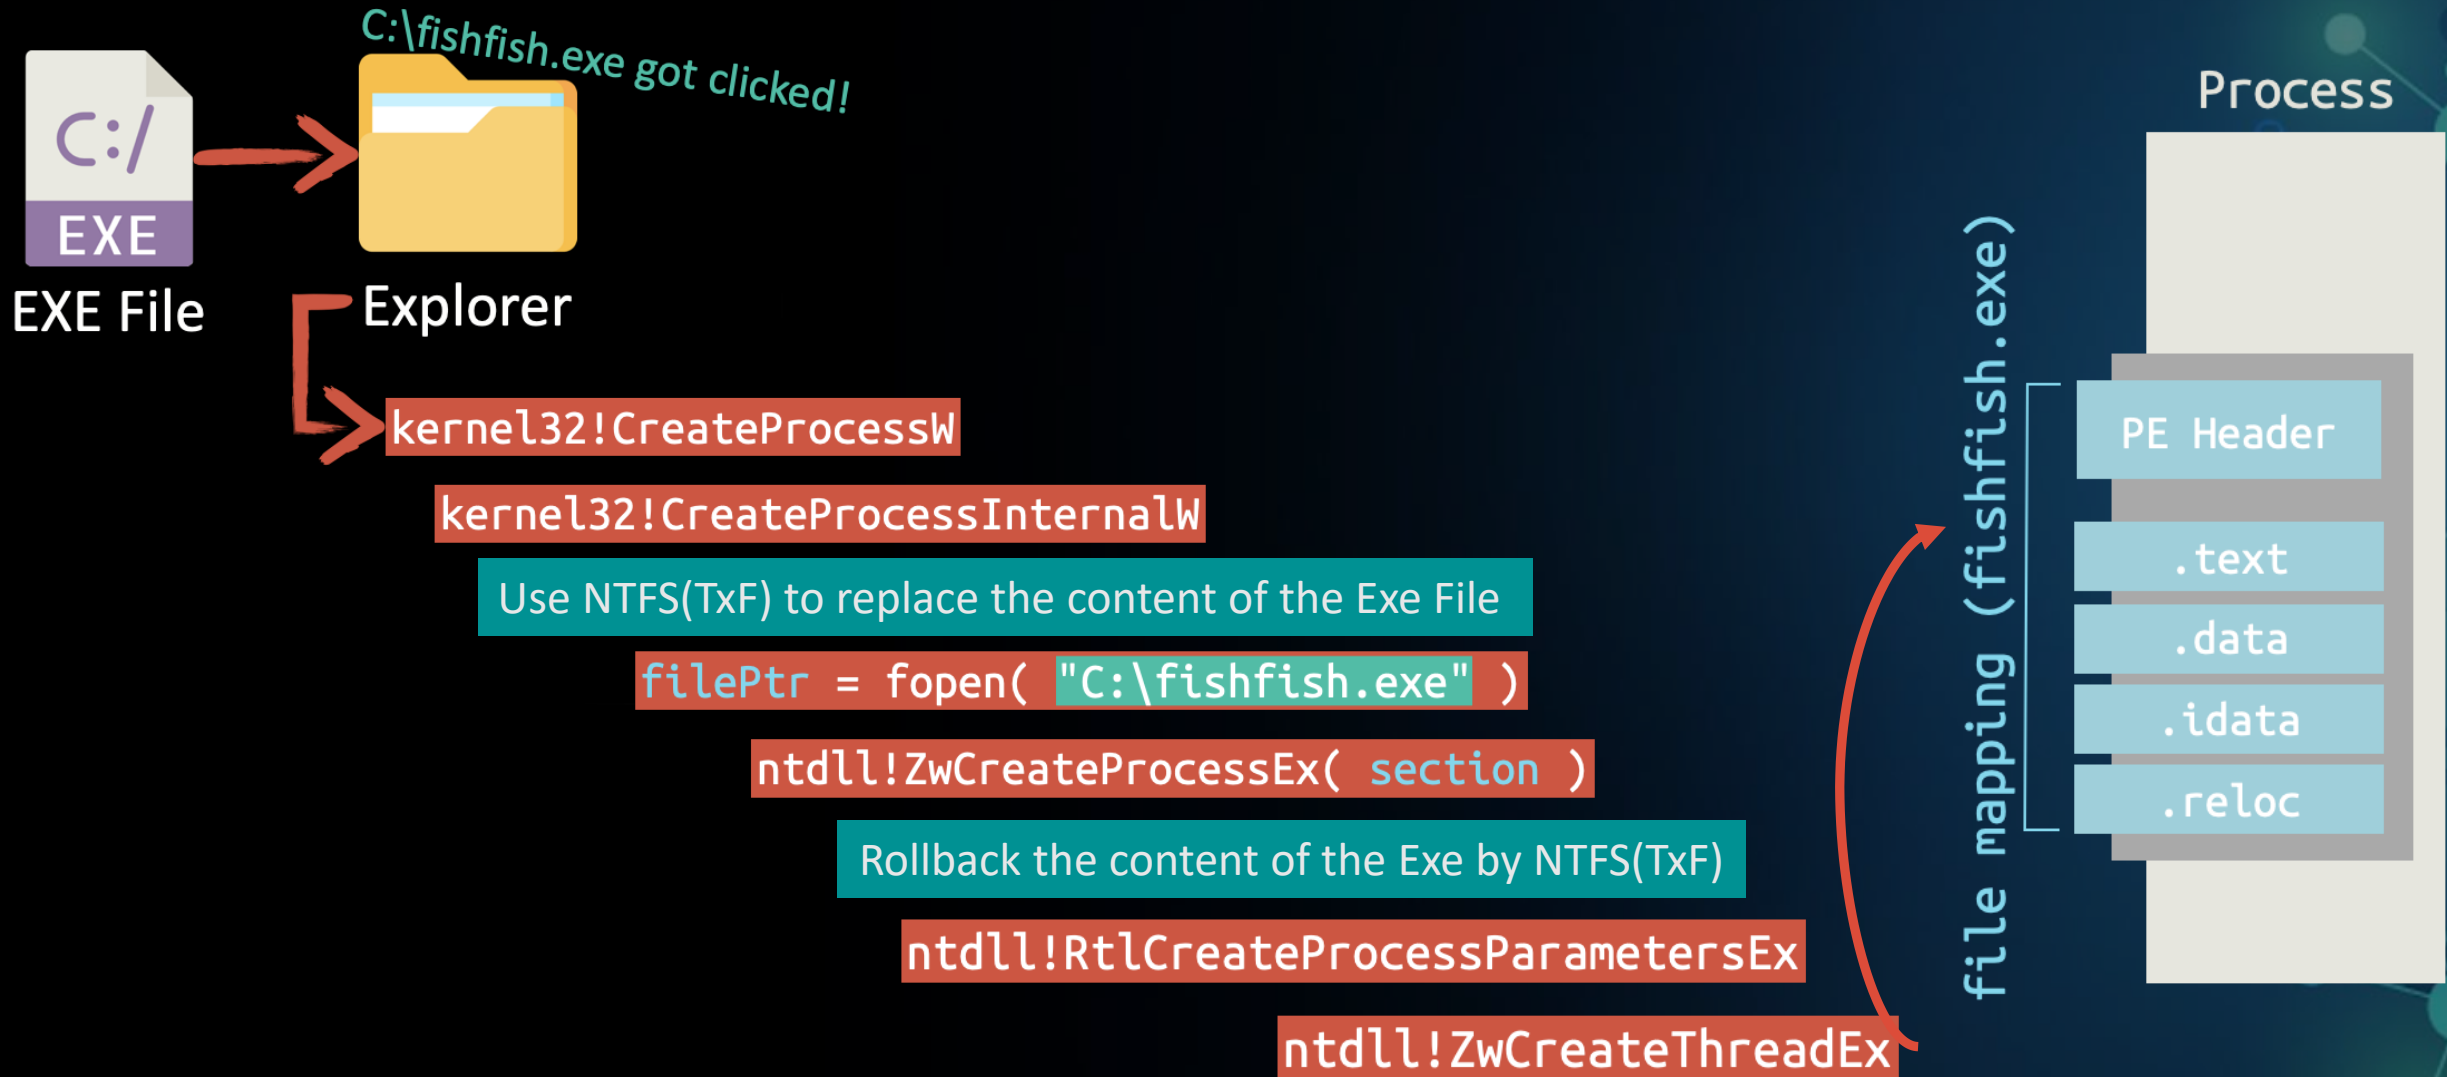 C:\fishfish.exe got clicked!
C:/
EXE
EXE File
Explorer
kernel32!CreateProcessW
kernel32!CreateProcessInternalW
Use NTFS(TxF) to replace the content of the Exe File
filePtr = fopen( "C:\fishfish.exe" )
ntdll!ZwCreateProcessEx( section )
Rollback the content of the Exe by NTFS(TxF)
ntdll!RtlCreateProcessParametersEx
ntdll!ZwCreateThreadEx
file mapping (fishfish.exe)
Process
PE Header
.text
.data
.idata
.reloc